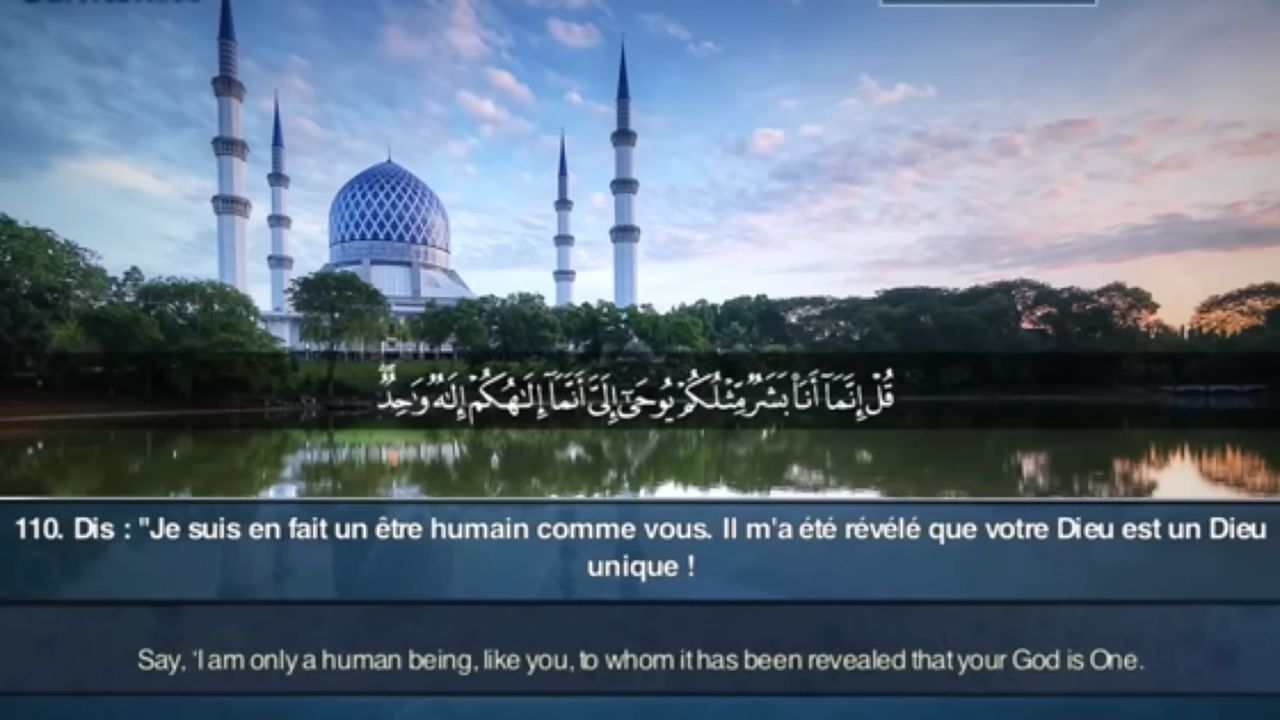 قُلْ إِنَّمَآ أَنَا۠ بَشَرٌ مِّثْلُكُمْ يُوحَىٰٓ إِلَىَّ أَنَّمَآ إِلَـٰهُكُمْ إِلَـٰهٌ وَٰحِدٌ ۖ
110. Dis : "Je suis en fait un être humain comme vous. Il m'a été révélé que votre Dieu est un Dieu
unique !
Say, 'I am only a human being, like you, to whom it has been revealed that your God is One.